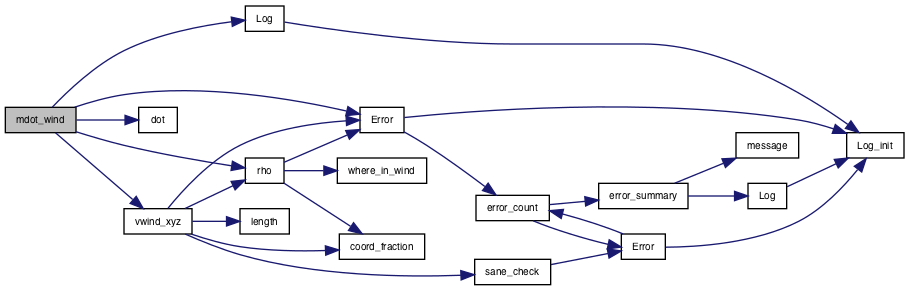 Log
mdot_wind
dot
Error
Log_init
message
rho
where_in_wind
error_summary
Log
error_count
vwind_xyz
length
coord_fraction
Error
sane_check